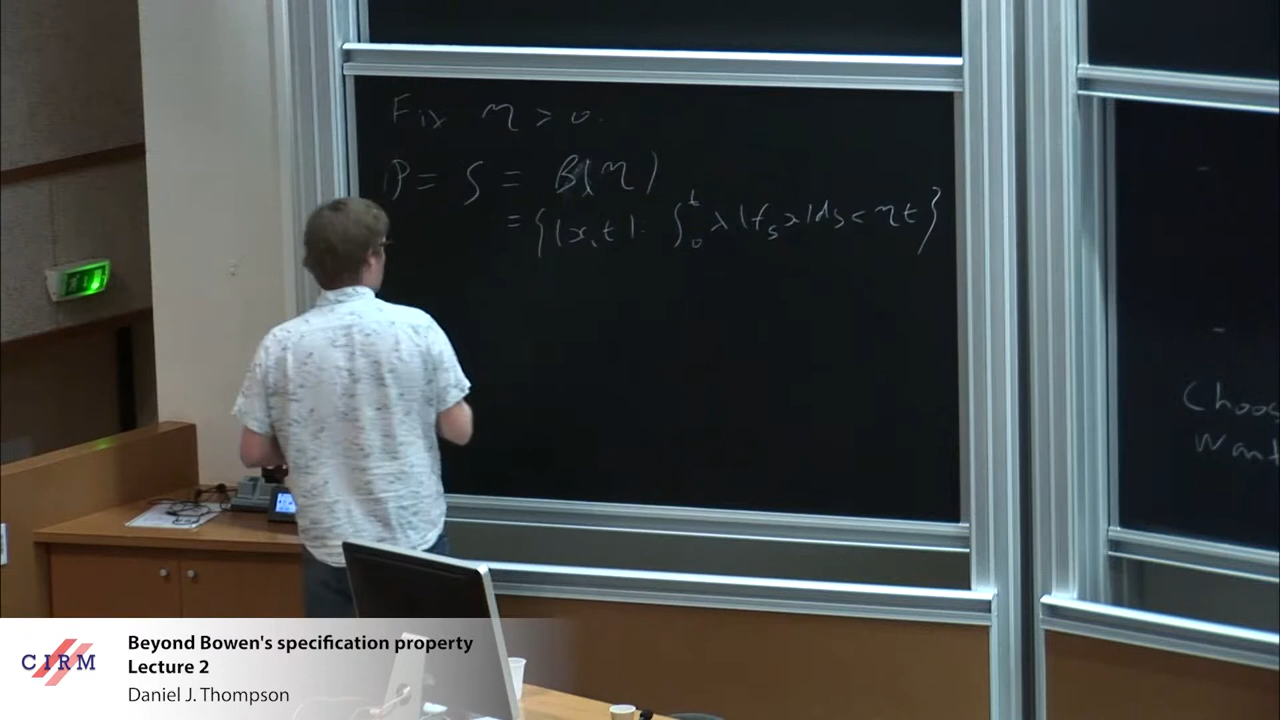 Fix η > 0.
P = S = B(η)
= {(x,t) : ∫₀ᵗ λ(f_s x)ds < ηt}
Choo
Want
CIRM
Beyond Bowen's specification property
Lecture 2
Daniel J. Thompson